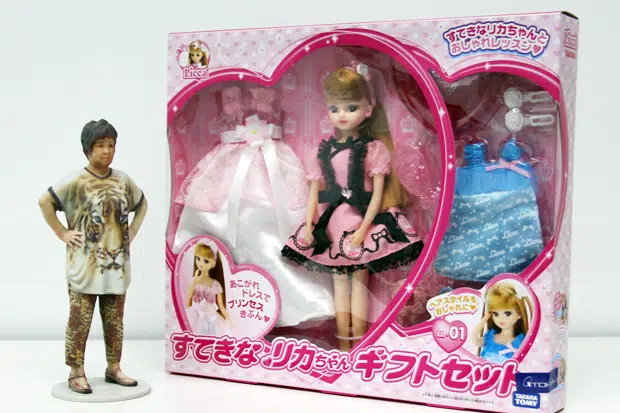 Licca
すてきなリカちゃんと
おしゃれレッスン♥
Licca
あこがれ
ドレスで
プリンセス
きぶん♥
ヘアスタイルも
おしゃれに♥
-01
すてきなリカちゃんギフトセット
TAKARA
TOMY